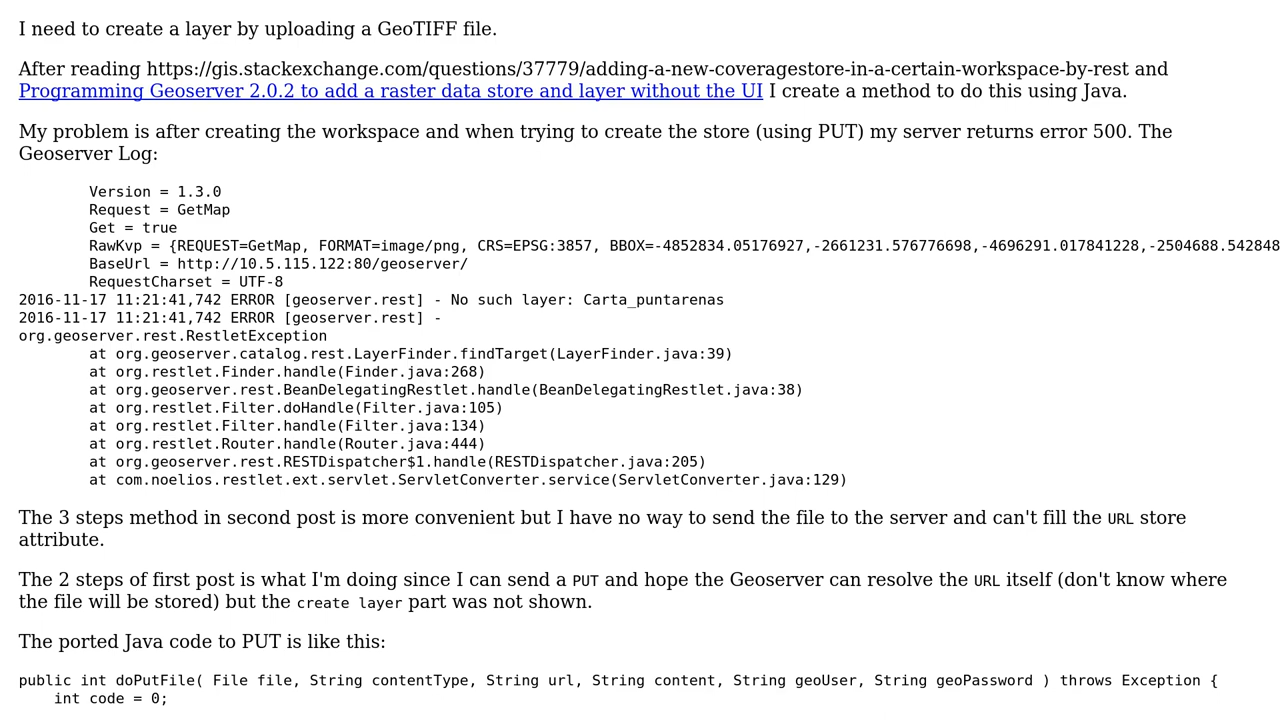 I need to create a layer by uploading a GeoTIFF file.
After reading https://gis.stackexchange.com/questions/37779/adding-a-new-coveragestore-in-a-certain-workspace-by-rest and
Programming Geoserver 2.0.2 to add a raster data store and layer without the UI I create a method to do this using Java.
My problem is after creating the workspace and when trying to create the store (using PUT) my server returns error 500. The
Geoserver Log:
Version = 1.3.0
Request = GetMap
Get = true
RawKvp = {REQUEST=GetMap, FORMAT=image/png, CRS=EPSG:3857, BBOX=-4852834.05176927,-2661231.576776698,-4696291.017841228,-2504688.542848
BaseUrl = http://10.5.115.122:80/geoserver/
RequestCharset = UTF-8
2016-11-17 11:21:41,742 ERROR [geoserver.rest] - No such layer: Carta_puntarenas
2016-11-17 11:21:41,742 ERROR [geoserver.rest] -
org.geoserver.rest.RestletException
at org.geoserver.catalog.rest.LayerFinder.findTarget(LayerFinder.java:39)
at org.restlet.Finder.handle(Finder.java:268)
at org.geoserver.rest.BeanDelegatingRestlet.handle(BeanDelegatingRestlet.java:38)
at org.restlet.Filter.doHandle(Filter.java:105)
at org.restlet.Filter.handle(Filter.java:134)
at org.restlet.Router.handle(Router.java:444)
at org.geoserver.rest.RESTDispatcher$1.handle(RESTDispatcher.java:205)
at com.noelios.restlet.ext.servlet.ServletConverter.service(ServletConverter.java:129)
The 3 steps method in second post is more convenient but I have no way to send the file to the server and can't fill the URL store
attribute.
The 2 steps of first post is what I'm doing since I can send a PUT and hope the Geoserver can resolve the URL itself (don't know where
the file will be stored) but the create layer part was not shown.
The ported Java code to PUT is like this:
public int doPutFile( File file, String contentType, String url, String content, String geoUser, String geoPassword ) throws Exception {
int code = 0;